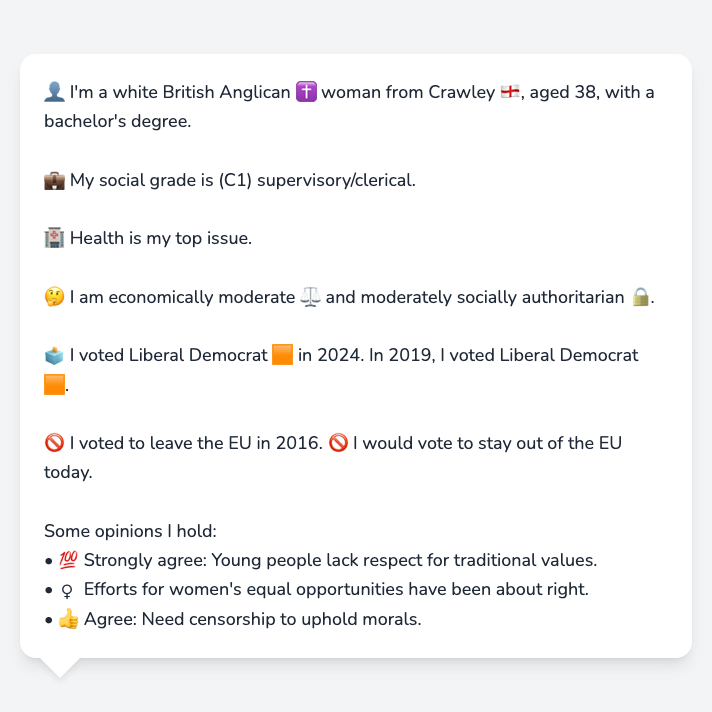 👤 I'm a white British Anglican ✝️ woman from Crawley 🏴󠁧󠁢󠁥󠁮󠁧󠁿, aged 38, with a
bachelor's degree.
💼 My social grade is (C1) supervisory/clerical.
🏥 Health is my top issue.
🤔 I am economically moderate ⚖️ and moderately socially authoritarian 🔒.
🗳️ I voted Liberal Democrat 🟧 in 2024. In 2019, I voted Liberal Democrat
🟧.
🚫 I voted to leave the EU in 2016. 🚫 I would vote to stay out of the EU
today.
Some opinions I hold:
• 💯 Strongly agree: Young people lack respect for traditional values.
• ♀ Efforts for women's equal opportunities have been about right.
• 👍 Agree: Need censorship to uphold morals.